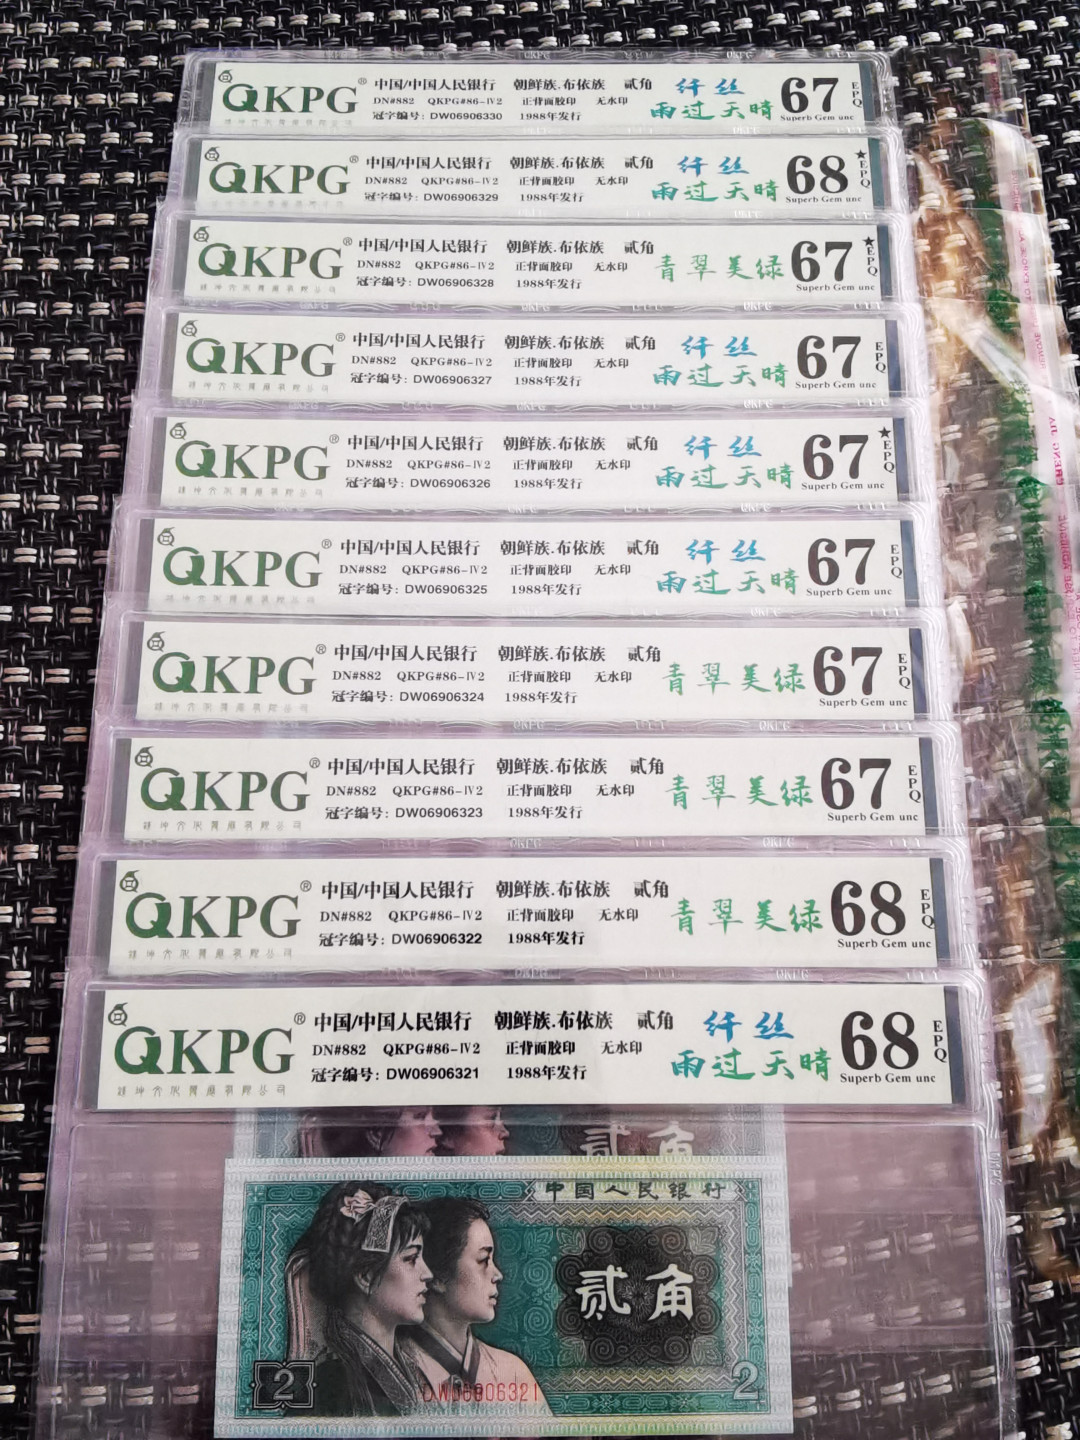 QKPG® 中国/中国人民银行 朝鲜族.布依族 贰角 纤丝 67 EPQ
DN#882 QKPG#86-IV2 正背面胶印 无水印 雨过天晴 Superb Gem unc
冠字编号: DW06906330 1988年发行
QKPG® 中国/中国人民银行 朝鲜族.布依族 贰角 纤丝 68 ★EPQ
DN#882 QKPG#86-IV2 正背面胶印 无水印 雨过天晴 Superb Gem unc
冠字编号: DW06906329 1988年发行
QKPG® 中国/中国人民银行 朝鲜族.布依族 贰角 青翠美绿 67 ★EPQ
DN#882 QKPG#86-IV2 正背面胶印 无水印 Superb Gem unc
冠字编号: DW06906328 1988年发行
QKPG® 中国/中国人民银行 朝鲜族.布依族 贰角 纤丝 67 EPQ
DN#882 QKPG#86-IV2 正背面胶印 无水印 雨过天晴 Superb Gem unc
冠字编号: DW06906327 1988年发行
QKPG® 中国/中国人民银行 朝鲜族.布依族 贰角 纤丝 67 ★EPQ
DN#882 QKPG#86-IV2 正背面胶印 无水印 雨过天晴 Superb Gem unc
冠字编号: DW06906326 1988年发行
QKPG® 中国/中国人民银行 朝鲜族.布依族 贰角 纤丝 67 EPQ
DN#882 QKPG#86-IV2 正背面胶印 无水印 雨过天晴 Superb Gem unc
冠字编号: DW06906325 1988年发行
QKPG® 中国/中国人民银行 朝鲜族.布依族 贰角 青翠美绿 67 EPQ
DN#882 QKPG#86-IV2 正背面胶印 无水印 Superb Gem unc
冠字编号: DW06906324 1988年发行
QKPG® 中国/中国人民银行 朝鲜族.布依族 贰角 青翠美绿 67 EPQ
DN#882 QKPG#86-IV2 正背面胶印 无水印 Superb Gem unc
冠字编号: DW06906323 1988年发行
QKPG® 中国/中国人民银行 朝鲜族.布依族 贰角 青翠美绿 68 EPQ
DN#882 QKPG#86-IV2 正背面胶印 无水印 Superb Gem unc
冠字编号: DW06906322 1988年发行
QKPG® 中国/中国人民银行 朝鲜族.布依族 贰角 纤丝 68 EPQ
DN#882 QKPG#86-IV2 正背面胶印 无水印 雨过天晴 Superb Gem unc
冠字编号: DW06906321 1988年发行
贰角
中国人民银行
贰角
2 DW06906321 2